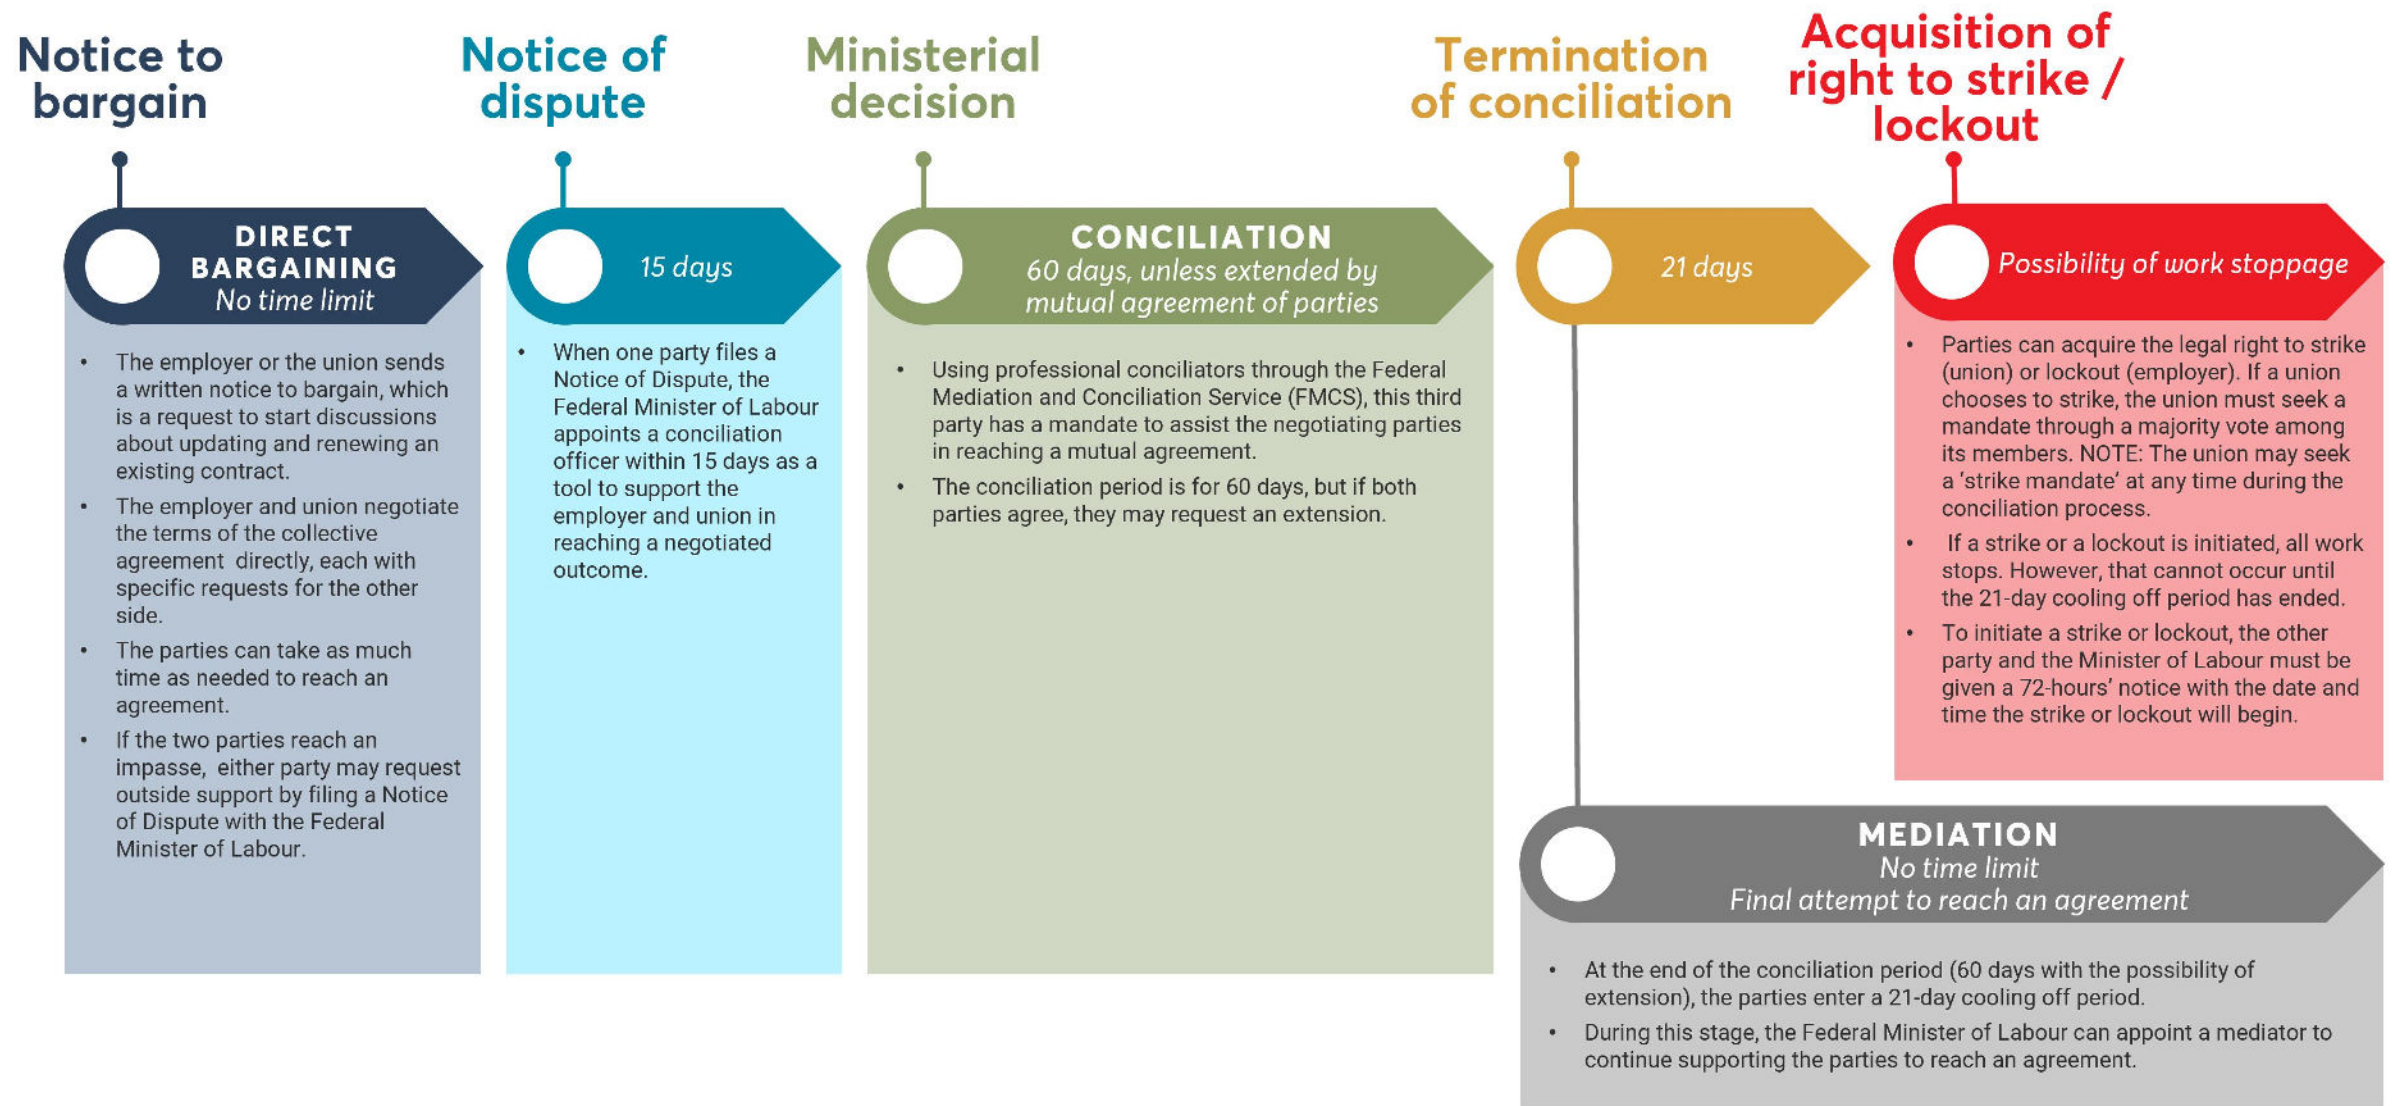 Notice to
bargain
Notice of
dispute
Ministerial
decision
Termination
of conciliation
Acquisition of
right to strike /
lockout
DIRECT
BARGAINING
No time limit
• The employer or the union sends
a written notice to bargain, which
is a request to start discussions
about updating and renewing an
existing contract.
• The employer and union negotiate
the terms of the collective
agreement directly, each with
specific requests for the other
side.
• The parties can take as much
time as needed to reach an
agreement.
• If the two parties reach an
impasse, either party may request
outside support by filing a Notice
of Dispute with the Federal
Minister of Labour.
15 days
• When one party files a
Notice of Dispute, the
Federal Minister of Labour
appoints a conciliation
officer within 15 days as a
tool to support the
employer and union in
reaching a negotiated
outcome.
CONCILIATION
60 days, unless extended by
mutual agreement of parties
• Using professional conciliators through the Federal
Mediation and Conciliation Service (FMCS), this third
party has a mandate to assist the negotiating parties
in reaching a mutual agreement.
• The conciliation period is for 60 days, but if both
parties agree, they may request an extension.
21 days
Possibility of work stoppage
• Parties can acquire the legal right to strike
(union) or lockout (employer). If a union
chooses to strike, the union must seek a
mandate through a majority vote among
its members. NOTE: The union may seek
a ‘strike mandate’ at any time during the
conciliation process.
• If a strike or a lockout is initiated, all work
stops. However, that cannot occur until
the 21-day cooling off period has ended.
• To initiate a strike or lockout, the other
party and the Minister of Labour must be
given a 72-hours’ notice with the date and
time the strike or lockout will begin.
MEDIATION
No time limit
Final attempt to reach an agreement
• At the end of the conciliation period (60 days with the possibility of
extension), the parties enter a 21-day cooling off period.
• During this stage, the Federal Minister of Labour can appoint a mediator to
continue supporting the parties to reach an agreement.